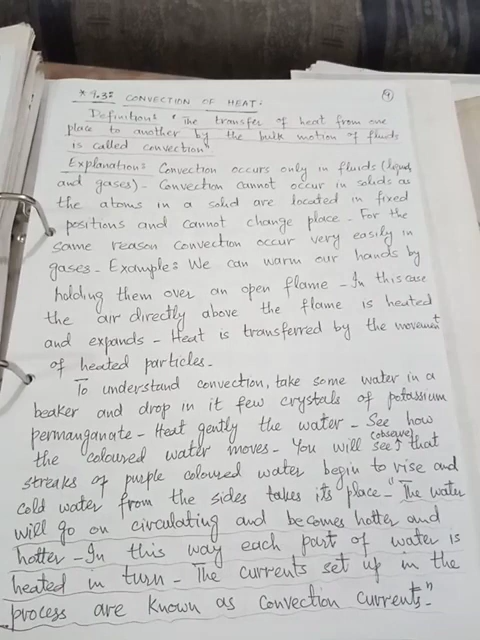 * 9.3: CONVECTION OF HEAT:
Definition: "The transfer of heat from one
place to another by the bulk motion of fluids
is called convection"
Explanation: Convection occurs only in fluids (liquids
and gases)- Convection cannot occur in solids as
the atoms in a solid are located in fixed
positions and cannot change place - For the
same reason convection occur very easily in
gases - Example: We can warm our hands by
holding them over an open flame - In this case
the air directly above the flame is heated
and expands - Heat is transferred by the movement
of heated particles-
To understand convection, take some water in a
beaker and drop in it few crystals of potassium
permanganate - Heat gently the water - See how
the coloured water moves - You will see (observe) that
streaks of purple coloured water begin to rise and
cold water from the sides takes its place - "The water
will go on circulating and becomes hotter and
hotter - In this way each part of water is
heated in turn - The currents set up in the
process are known as convection currents-"